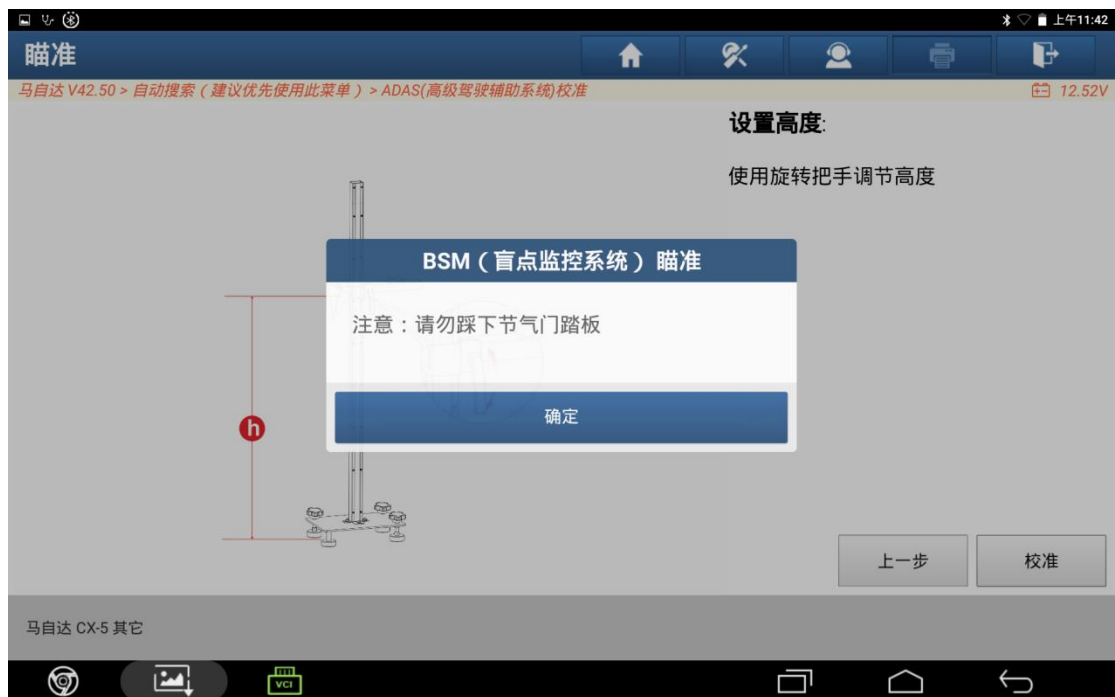 上午11:42
瞄准
马自达 V42.50 > 自动搜索（建议优先使用此菜单）> ADAS(高级驾驶辅助系统)校准
12.52V
设置高度:
使用旋转把手调节高度
BSM（盲点监控系统）瞄准
注意：请勿踩下节气门踏板
确定
h
上一步
校准
马自达 CX-5 其它
VCI